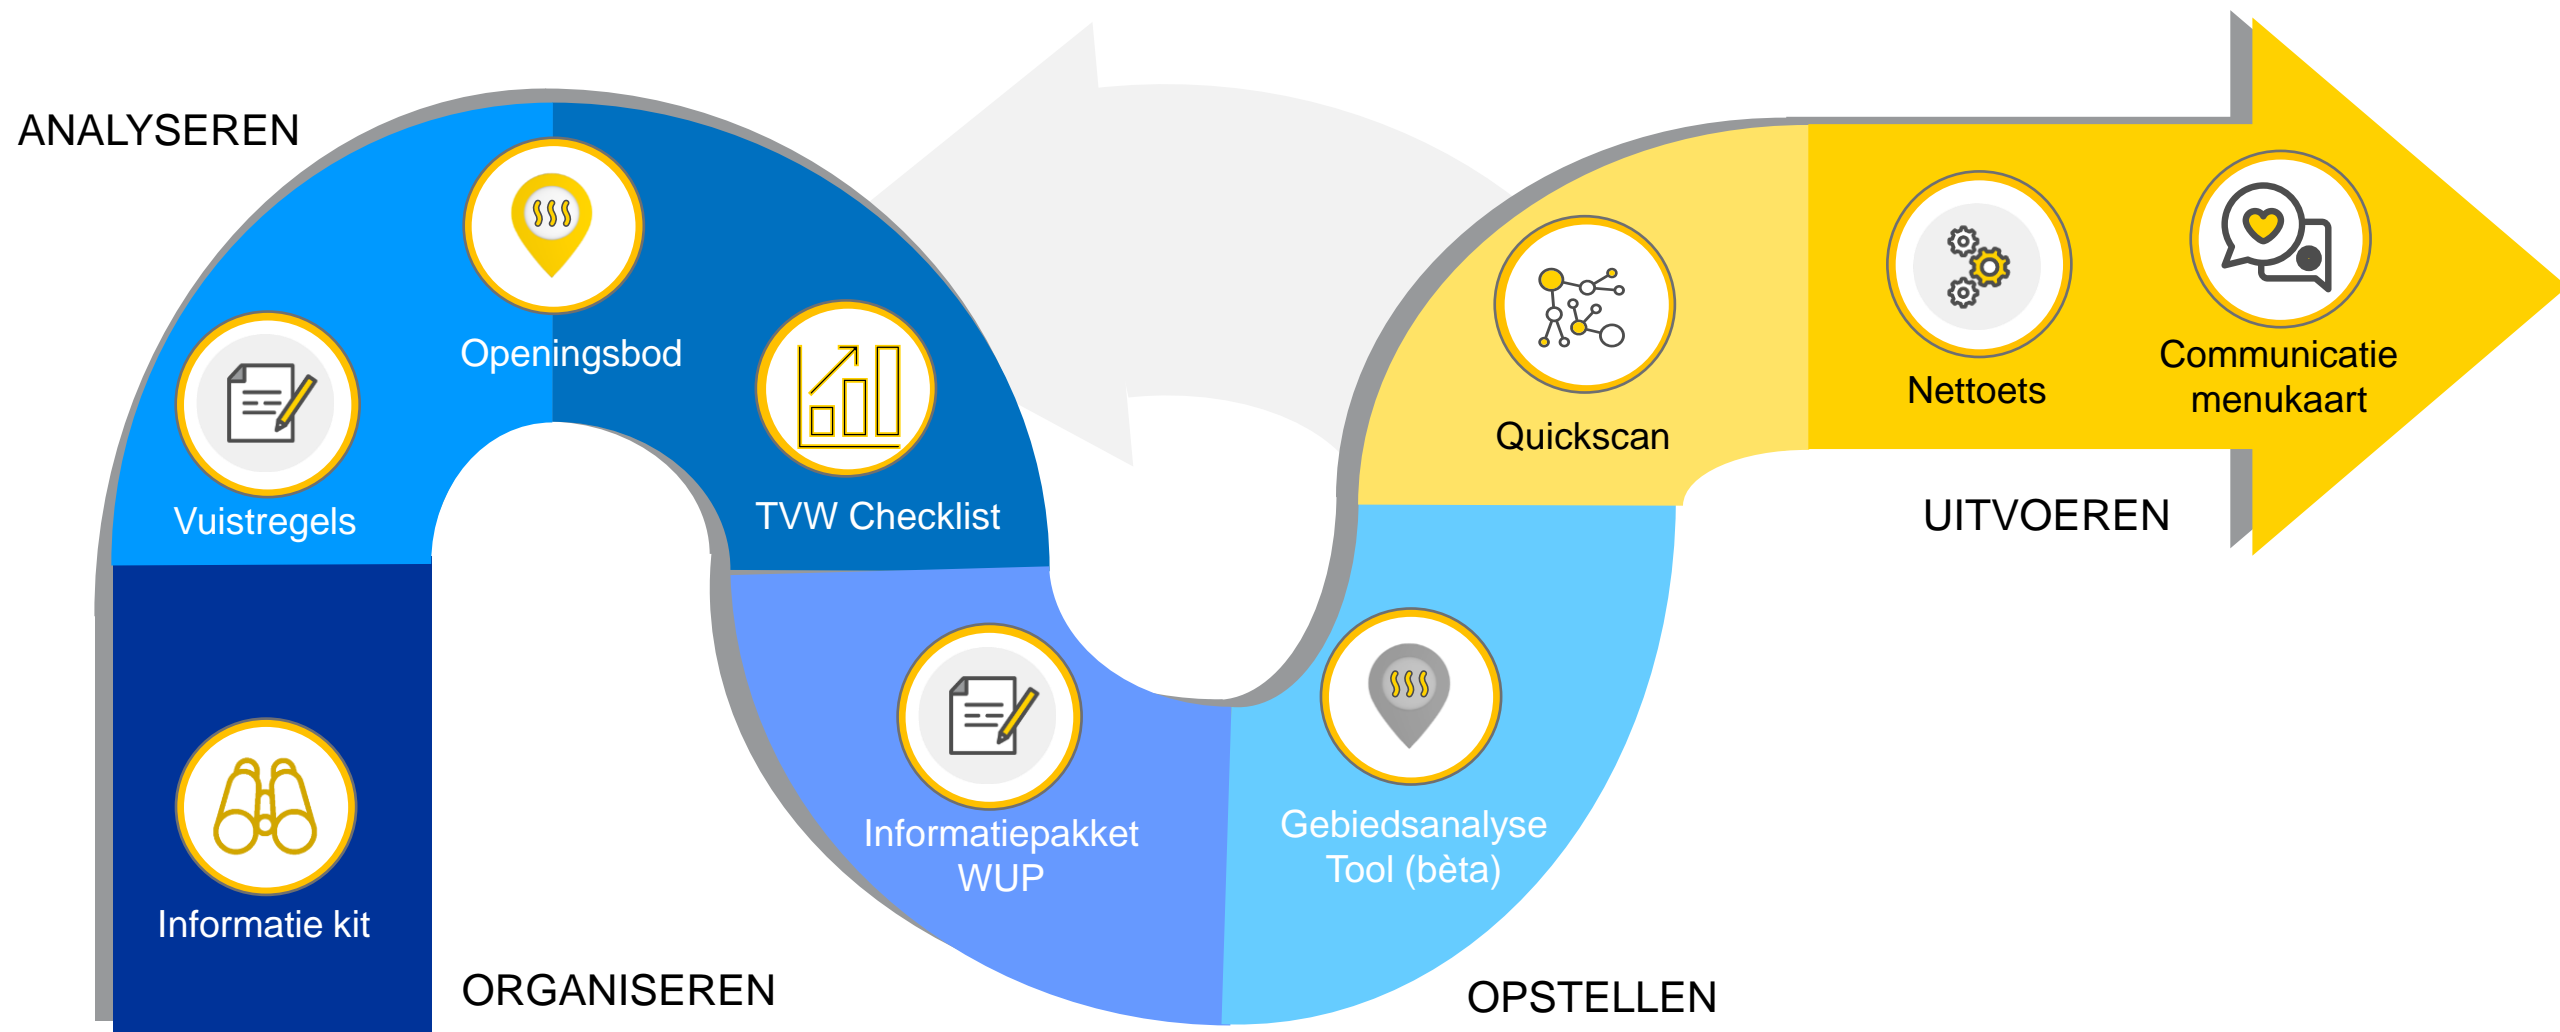 ANALYSEREN
Openingsbod
Vuistregels
TVW Checklist
Informatie kit
ORGANISEREN
Informatiepakket
WUP
Gebiedsanalyse
Tool (bèta)
OPSTELLEN
Quickscan
Nettoets
Communicatie
menukaart
UITVOEREN